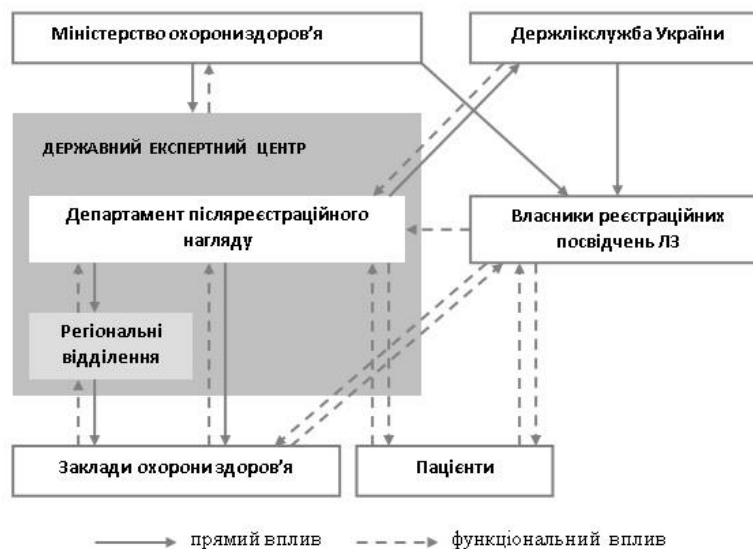 Міністерство охорони здоров'я
Держлікслужба України
ДЕРЖАВНИЙ ЕКСПЕРТНИЙ ЦЕНТР
Департамент післяреєстраційного
нагляду
Власники реєстраційних
посвідчень ЛЗ
Регіональні
відділення
Заклади охорони здоров'я
Пацієнти
прямий вплив
функціональний вплив